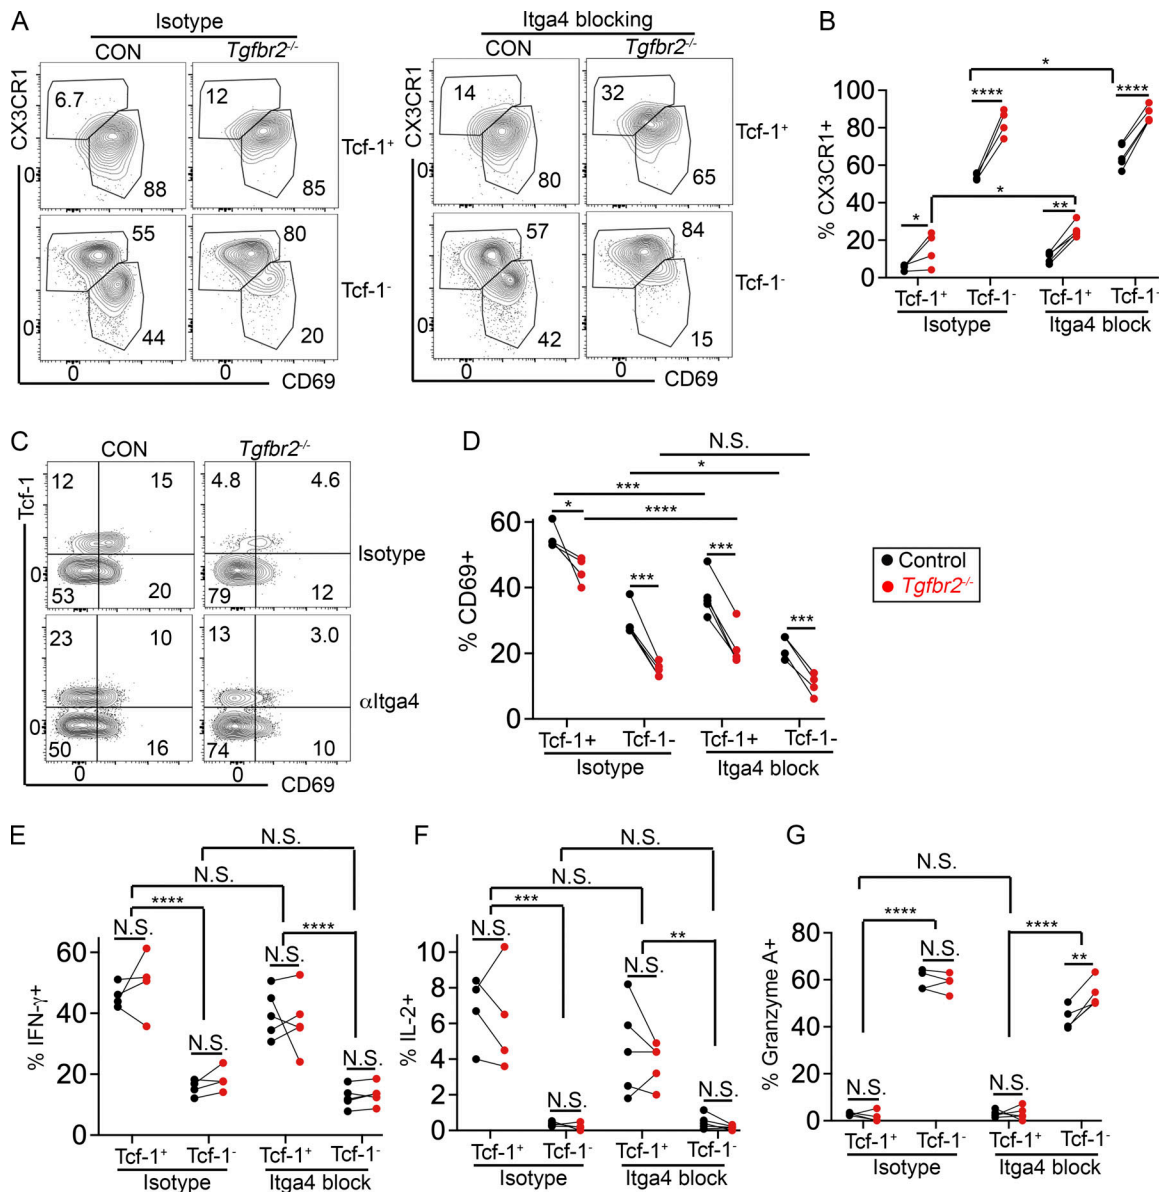 A
Isotype
CON
Tgfbr2-/-
CX3CR1
6.7
88
12
85
Tcf-1+
0
55
44
80
20
Tcf-1-
0
0
0
CD69
Itga4 blocking
CON
Tgfbr2-/-
CX3CR1
14
80
32
65
Tcf-1+
0
57
42
84
15
Tcf-1-
0
0
0
CD69
B
% CX3CR1+
100
80
60
40
20
0
*
****
****
*
*
**
Tcf-1+
Tcf-1-
Tcf-1+
Tcf-1-
Isotype
Itga4 block
C
CON
Tgfbr2-/-
Tcf-1
12
15
4.8
4.6
0
53
20
79
12
Isotype
23
10
13
3.0
0
50
16
74
10
αItga4
0
0
CD69
D
N.S.
*
***
*
****
***
***
***
% CD69+
60
40
20
0
Tcf-1+
Tcf-1-
Tcf-1+
Tcf-1-
Isotype
Itga4 block
Control
Tgfbr2-/-
E
N.S.
N.S.
****
N.S.
N.S.
****
N.S.
N.S.
% IFN-γ+
60
40
20
0
Tcf-1+
Tcf-1-
Tcf-1+
Tcf-1-
Isotype
Itga4 block
F
N.S.
N.S.
***
N.S.
**
N.S.
N.S.
N.S.
% IL-2+
10
8
6
4
2
0
Tcf-1+
Tcf-1-
Tcf-1+
Tcf-1-
Isotype
Itga4 block
G
N.S.
****
N.S.
****
**
N.S.
N.S.
% Granzyme A+
80
60
40
20
0
Tcf-1+
Tcf-1-
Tcf-1+
Tcf-1-
Isotype
Itga4 block